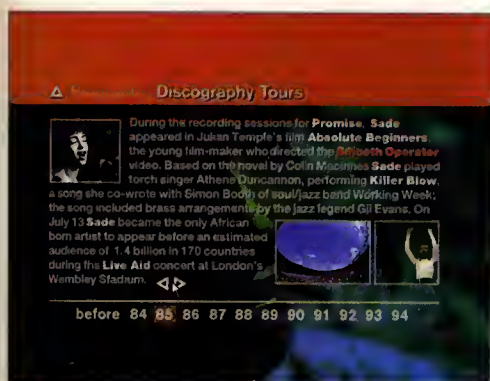 Discography Tours
During the recording sessions for Promise, Sade
appeared in Julian Temple's film Absolute Beginners,
the young film-maker who directed the Smooth Operator
video. Based on the novel by Colin MacInnes Sade played
torch singer Athene Duncannon, performing Killer Blow,
a song she co-wrote with Simon Booth of soul/jazz band Working Week;
the song included brass arrangements by the jazz legend Gil Evans. On
July 13 Sade became the only African
born artist to appear before an estimated
audience of 1.4 billion in 170 countries
during the Live Aid concert at London's
Wembley Stadium.
before 84 85 86 87 88 89 90 91 92 93 94